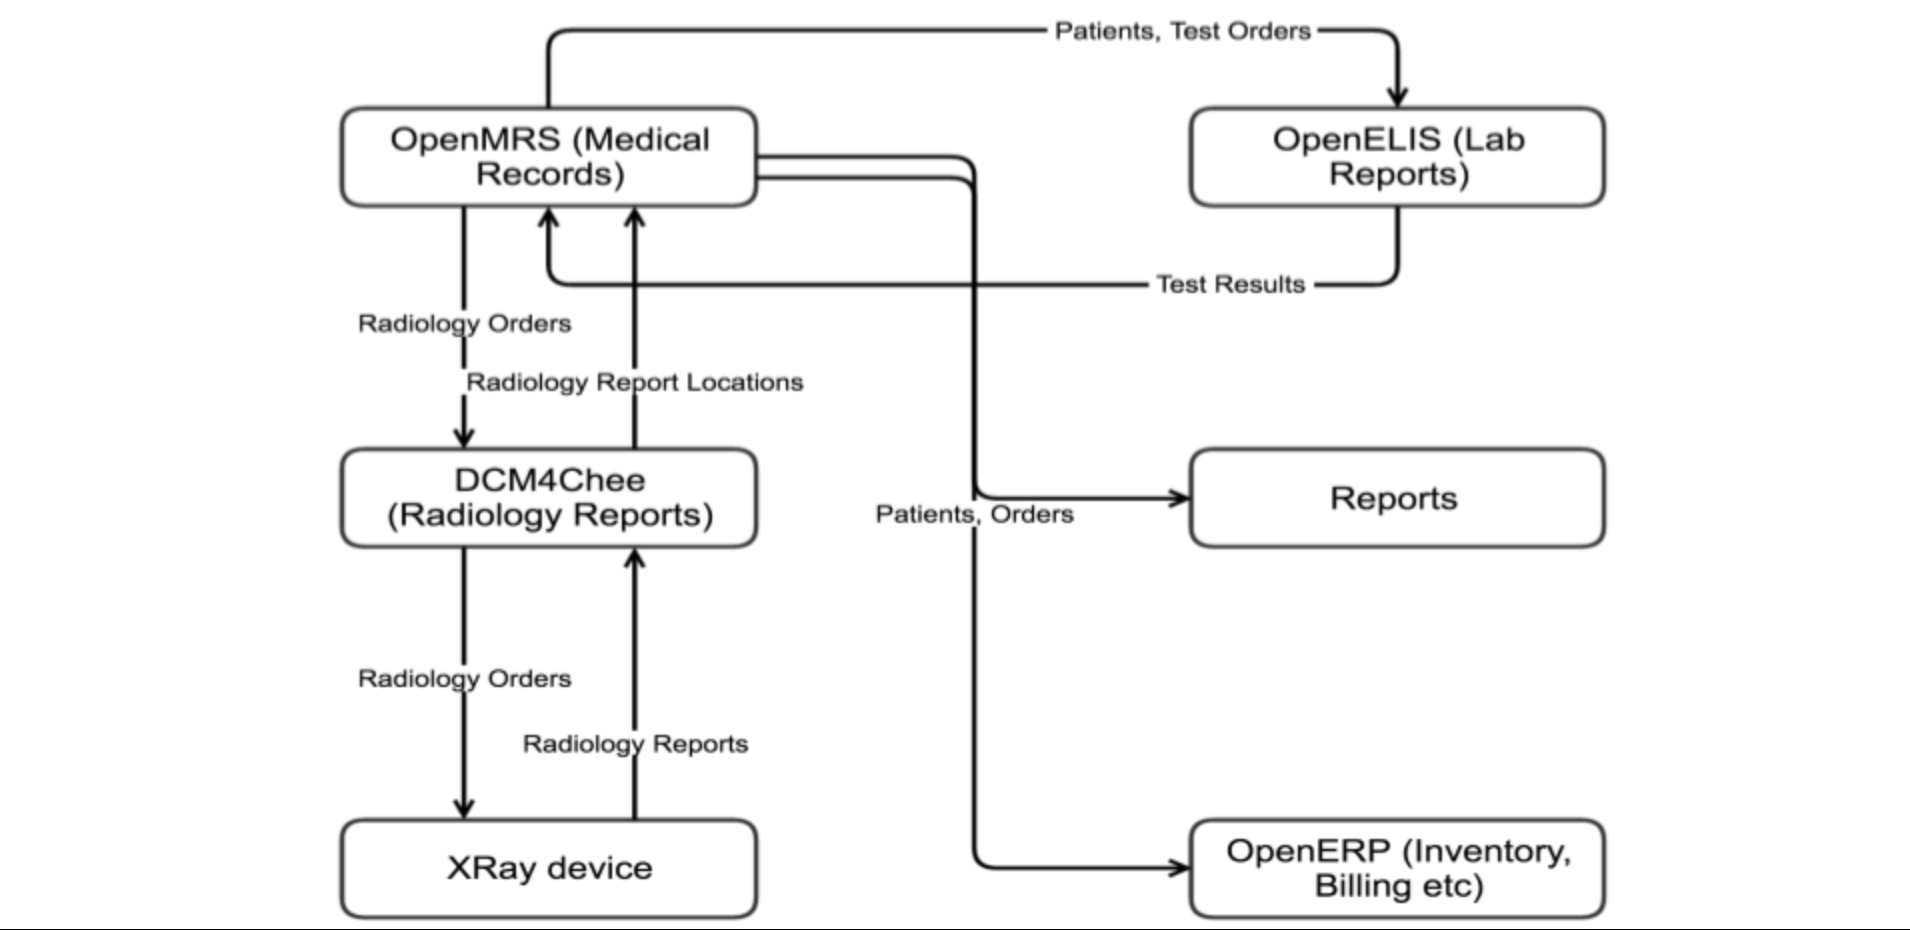 Patients, Test Orders
OpenMRS (Medical
Records)
OpenELIS (Lab
Reports)
Test Results
Radiology Orders
Radiology Report Locations
DCM4Chee
(Radiology Reports)
Patients, Orders
Reports
Radiology Orders
Radiology Reports
XRay device
OpenERP (Inventory,
Billing etc)